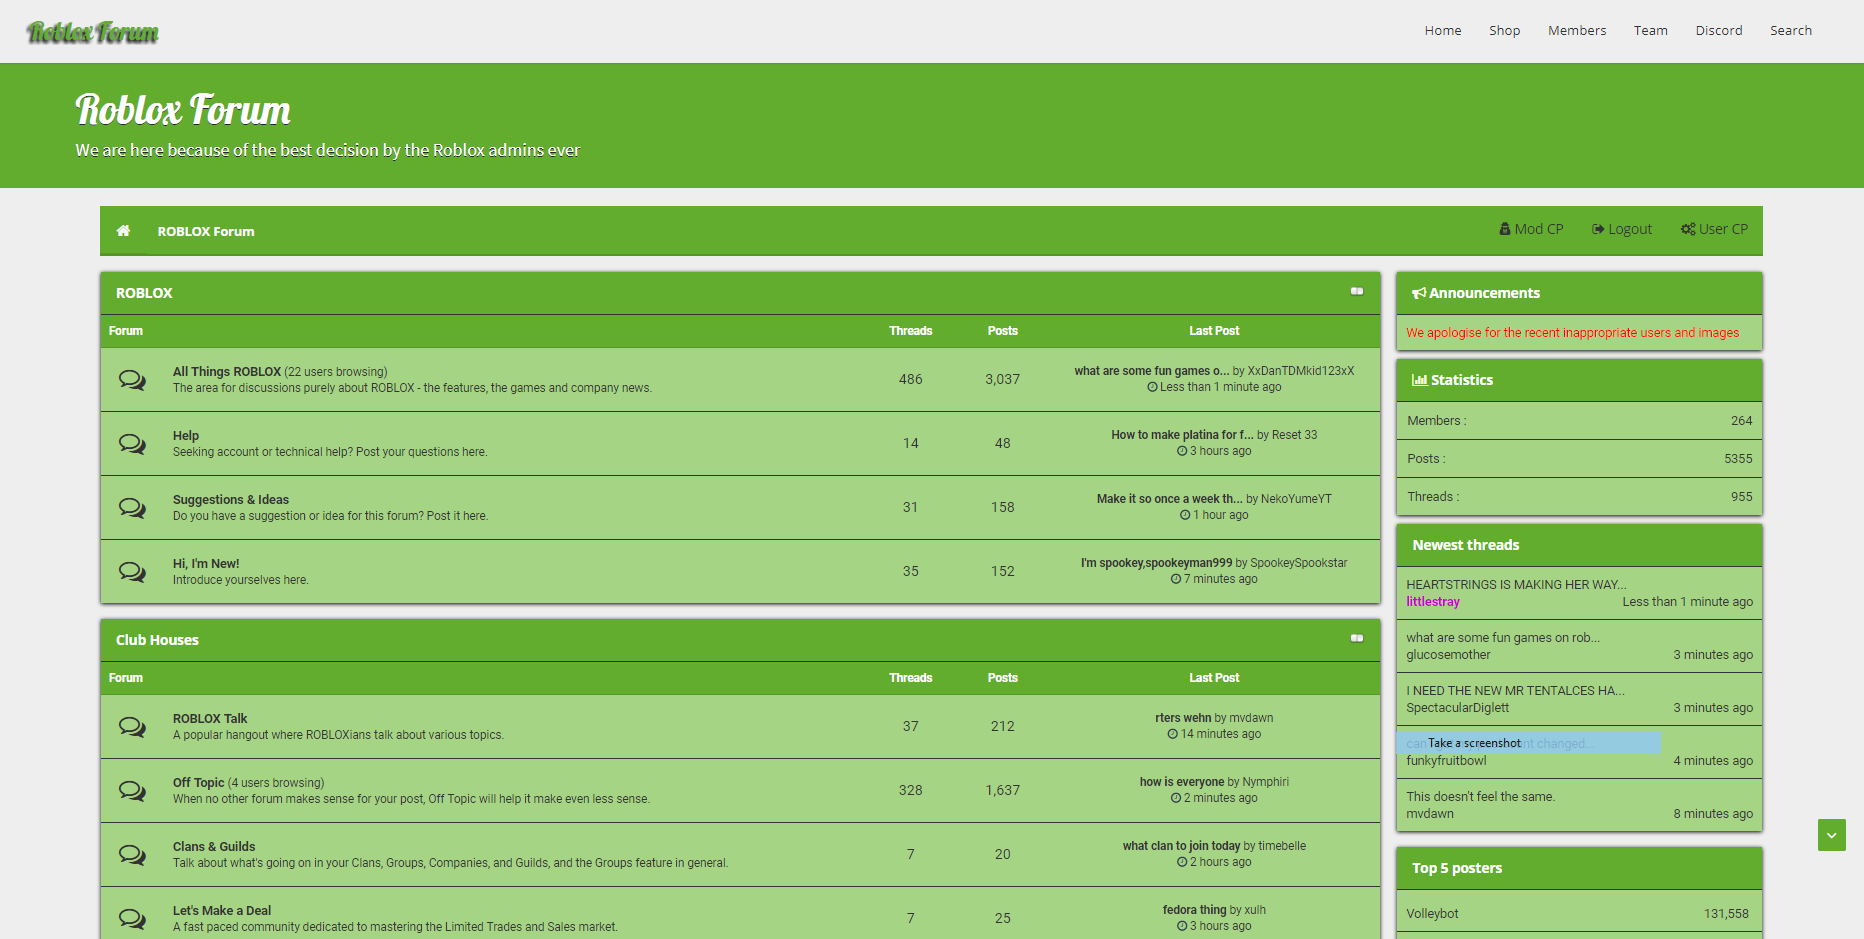 Roblox Forum
Home Shop Members Team Discord Search
Roblox Forum
We are here because of the best decision by the Roblox admins ever
ROBLOX Forum
Mod CP Logout User CP
ROBLOX
Forum Threads Posts Last Post
All Things ROBLOX (22 users browsing)
The area for discussions purely about ROBLOX - the features, the games and company news.
486 3,037
what are some fun games o... by XxDanTDMkid123xX
Less than 1 minute ago
Help
Seeking account or technical help? Post your questions here.
14 48
How to make platina for f... by Reset 33
3 hours ago
Suggestions & Ideas
Do you have a suggestion or idea for this forum? Post it here.
31 158
Make it so once a week th... by NekoYumeYT
1 hour ago
Hi, I'm New!
Introduce yourselves here.
35 152
I'm spookey,spookeyman999 by SpookeySpookstar
7 minutes ago
Club Houses
Forum Threads Posts Last Post
ROBLOX Talk
A popular hangout where ROBLOXians talk about various topics.
37 212
rters wehn by mvdawn
14 minutes ago
Off Topic (4 users browsing)
When no other forum makes sense for your post, Off Topic will help it make even less sense.
328 1,637
how is everyone by Nymphiri
2 minutes ago
Clans & Guilds
Talk about what's going on in your Clans, Groups, Companies, and Guilds, and the Groups feature in general.
7 20
what clan to join today by timebelle
2 hours ago
Let's Make a Deal
A fast paced community dedicated to mastering the Limited Trades and Sales market.
7 25
fedora thing by xulh
3 hours ago
Announcements
We apologise for the recent inappropriate users and images
Statistics
Members : 264
Posts : 5355
Threads : 955
Newest threads
HEARTSTRINGS IS MAKING HER WAY...
littlestray Less than 1 minute ago
what are some fun games on rob...
glucosemother 3 minutes ago
I NEED THE NEW MR TENTALCES HA...
SpectacularDiglett 3 minutes ago
Take a screenshot
changed...
funkyfruitbowl 4 minutes ago
This doesn't feel the same.
mvdawn 8 minutes ago
Top 5 posters
Volleybot 131,558